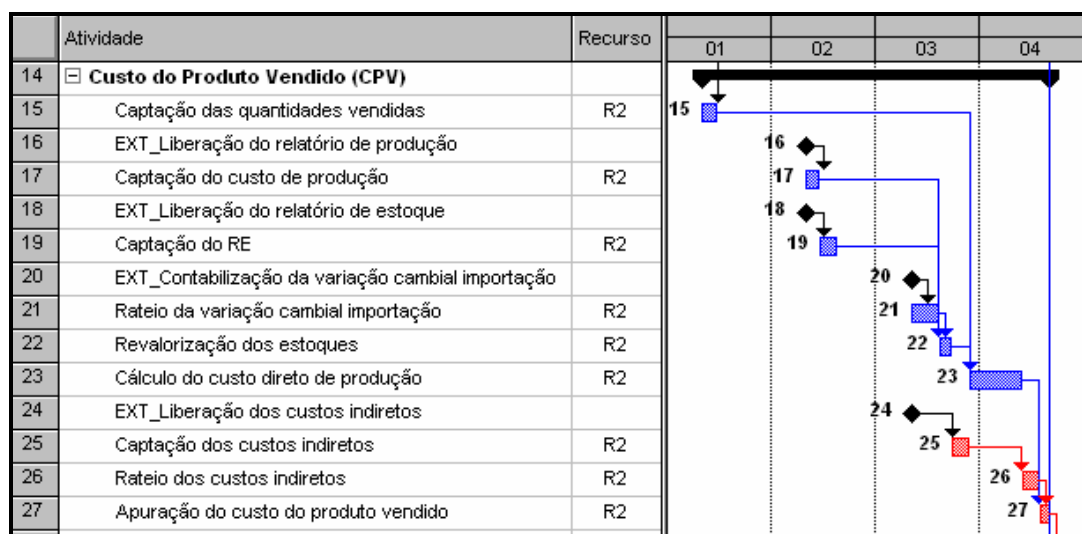 Atividade Recurso 01 02 03 04
14 Custo do Produto Vendido (CPV)
15 Captação das quantidades vendidas R2 15
16 EXT_Liberação do relatório de produção 16
17 Captação do custo de produção R2 17
18 EXT_Liberação do relatório de estoque 18
19 Captação do RE R2 19
20 EXT_Contabilização da variação cambial importação 20
21 Rateio da variação cambial importação R2 21
22 Revalorização dos estoques R2 22
23 Cálculo do custo direto de produção R2 23
24 EXT_Liberação dos custos indiretos 24
25 Captação dos custos indiretos R2 25
26 Rateio dos custos indiretos R2 26
27 Apuração do custo do produto vendido R2 27